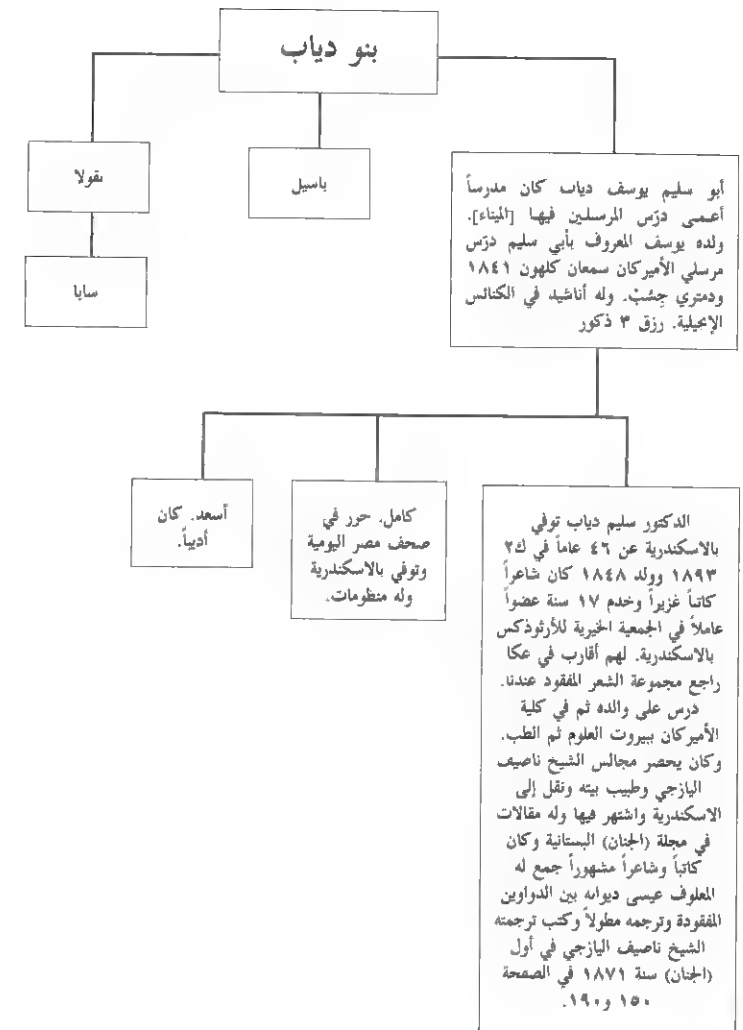 بنو دياب
أبو سليم يوسف دياب كان مدرساً
أعمى درّس المرسلين فيها [الميناء].
ولده يوسف المعروف بأبي سليم درّس
مرسلي الأميركان سمعان كلهون ١٨٤١
ودمتري جِسُبْ. وله أناشيد في الكنائس
الإنجيلية. رزق ٣ ذكور
باسيل
نقولا
سابا
الدكتور سليم دياب توفي
بالاسكندرية عن ٤٦ عاماً في ك٢
١٨٩٣ وولد ١٨٤٨ كان شاعراً
كاتباً غزيراً وخدم ١٧ سنة عضواً
عاملاً في الجمعية الخيرية للأرثوذكس
بالاسكندرية. لهم أقارب في عكا
راجع مجموعة الشعر المفقود عندنا.
درس على والده ثم في كلية
الأميركان ببيروت العلوم ثم الطب.
وكان يحضر مجالس الشيخ ناصيف
اليازجي وطبيب بيته ونقل إلى
الاسكندرية واشتهر فيها وله مقالات
في مجلة (الجنان) البستانية وكان
كاتباً وشاعراً مشهوراً جمع له
المعلوف عيسى ديوانه بين الدواوين
المفقودة وترجمه مطولاً وكتب ترجمته
الشيخ ناصيف اليازجي في أول
(الجنان) سنة ١٨٧١ في الصفحة
١٥٠ و١٩٠.
كامل. حرر في
صحف مصر اليومية
وتوفي بالاسكندرية
وله منظومات.
أسعد. كان
أديباً.